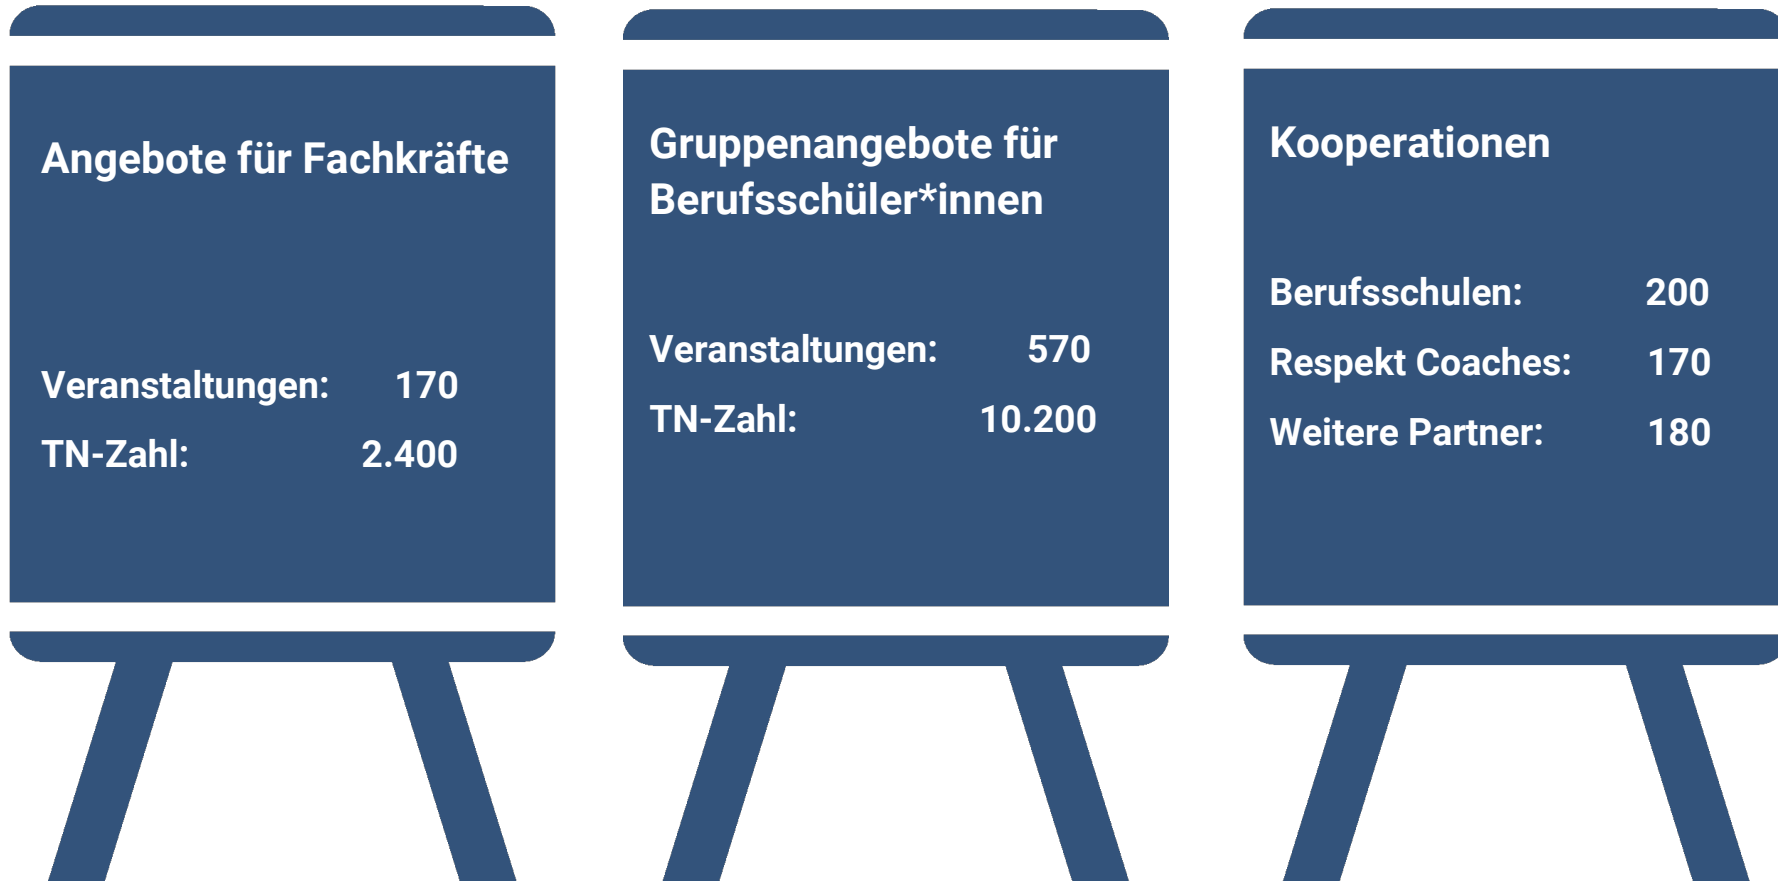 Angebote für Fachkräfte
Veranstaltungen: 170
TN-Zahl: 2.400
Gruppenangebote für
Berufsschüler*innen
Veranstaltungen: 570
TN-Zahl: 10.200
Kooperationen
Berufsschulen: 200
Respekt Coaches: 170
Weitere Partner: 180